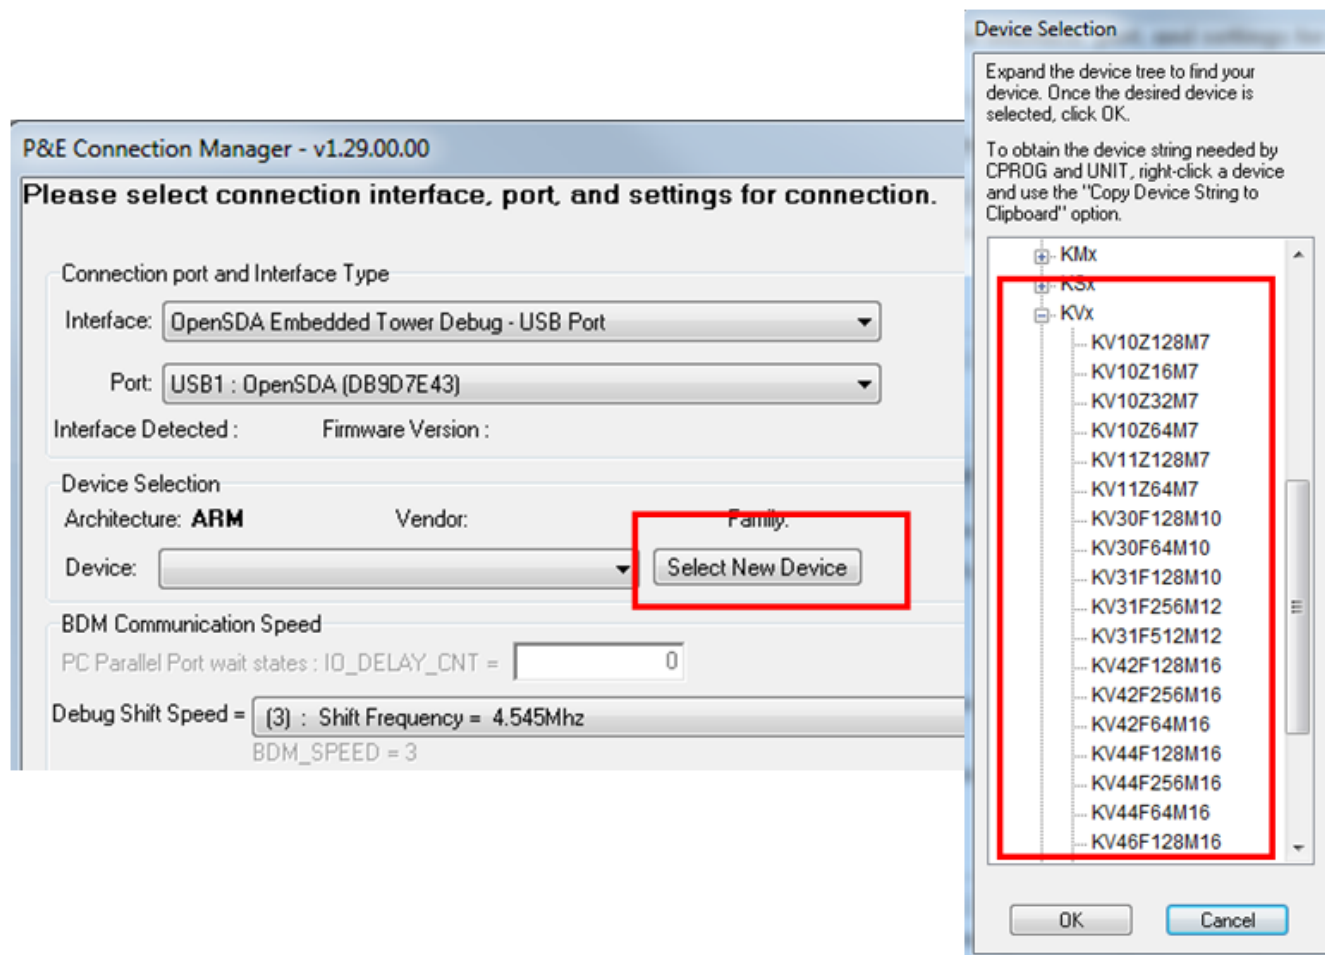 P&E Connection Manager - v1.29.00.00
Please select connection interface, port, and settings for connection.
Connection port and Interface Type
Interface: OpenSDA Embedded Tower Debug - USB Port
Port: USB1 : OpenSDA (DB9D7E43)
Interface Detected : Firmware Version :
Device Selection
Architecture: ARM Vendor: Family:
Device: Select New Device
BDM Communication Speed
PC Parallel Port wait states : IO_DELAY_CNT = 0
Debug Shift Speed = (3) : Shift Frequency = 4.545Mhz
BDM_SPEED = 3
Device Selection
Expand the device tree to find your
device. Once the desired device is
selected, click OK.
To obtain the device string needed by
CPROG and UNIT, right-click a device
and use the "Copy Device String to
Clipboard" option.
KMx
KSx
KVx
KV10Z128M7
KV10Z16M7
KV10Z32M7
KV10Z64M7
KV11Z128M7
KV11Z64M7
KV30F128M10
KV30F64M10
KV31F128M10
KV31F256M12
KV31F512M12
KV42F128M16
KV42F256M16
KV42F64M16
KV44F128M16
KV44F256M16
KV44F64M16
KV46F128M16
OK Cancel